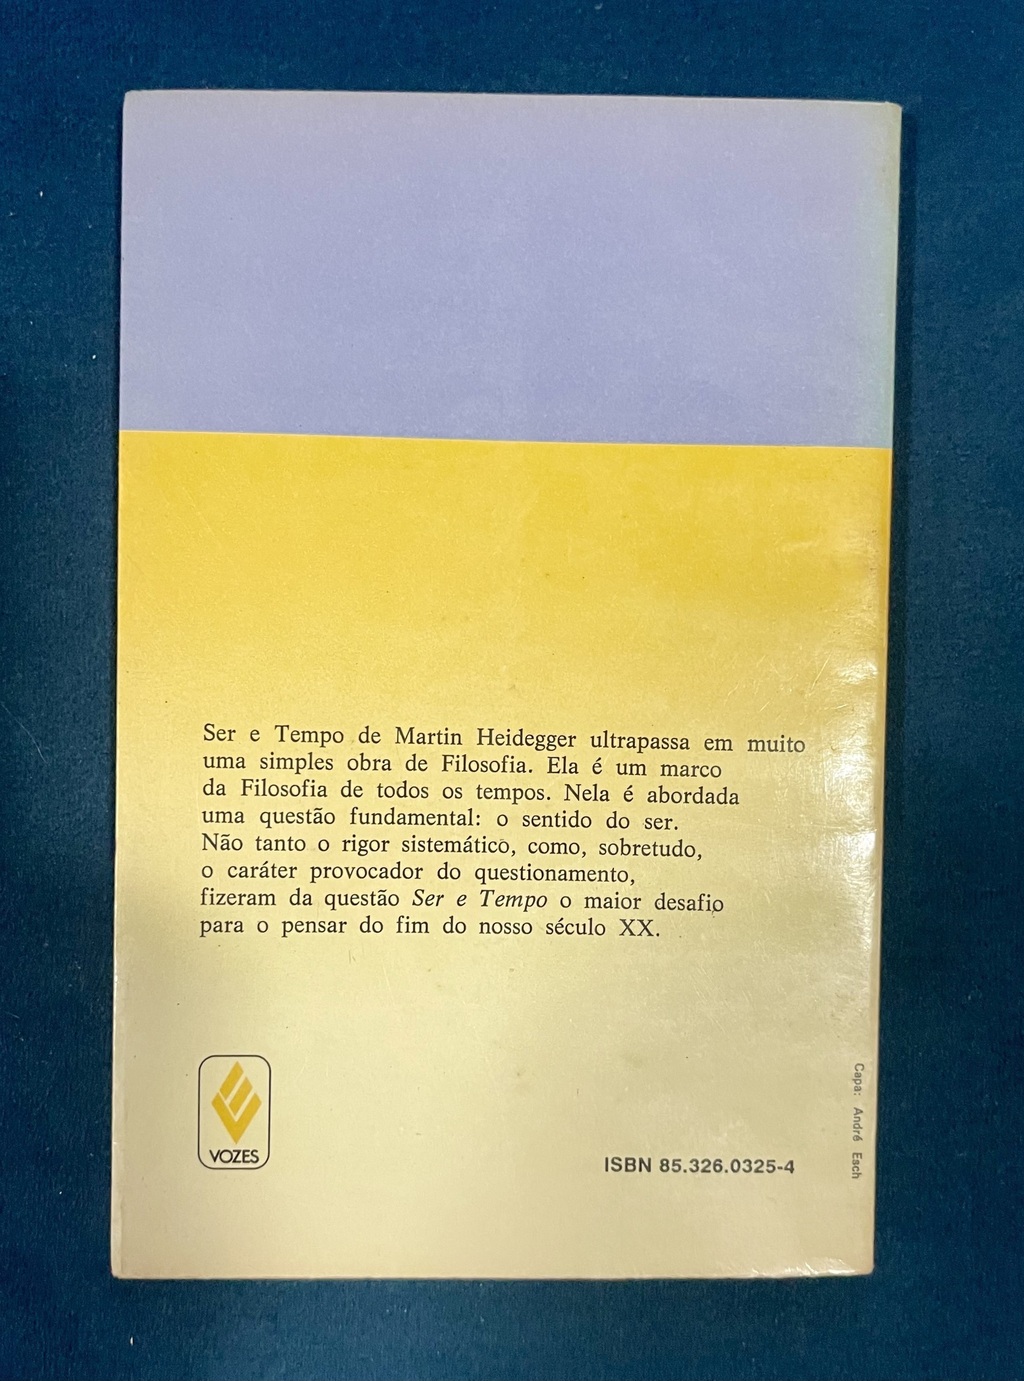 Ser e Tempo de Martin Heidegger ultrapassa em muito
uma simples obra de Filosofia. Ela é um marco
da Filosofia de todos os tempos. Nela é abordada
uma questão fundamental: o sentido do ser.
Não tanto o rigor sistemático, como, sobretudo,
o caráter provocador do questionamento,
fizeram da questão Ser e Tempo o maior desafio
para o pensar do fim do nosso século XX.
VOZES
ISBN 85.326.0325-4
Capa: André Esch